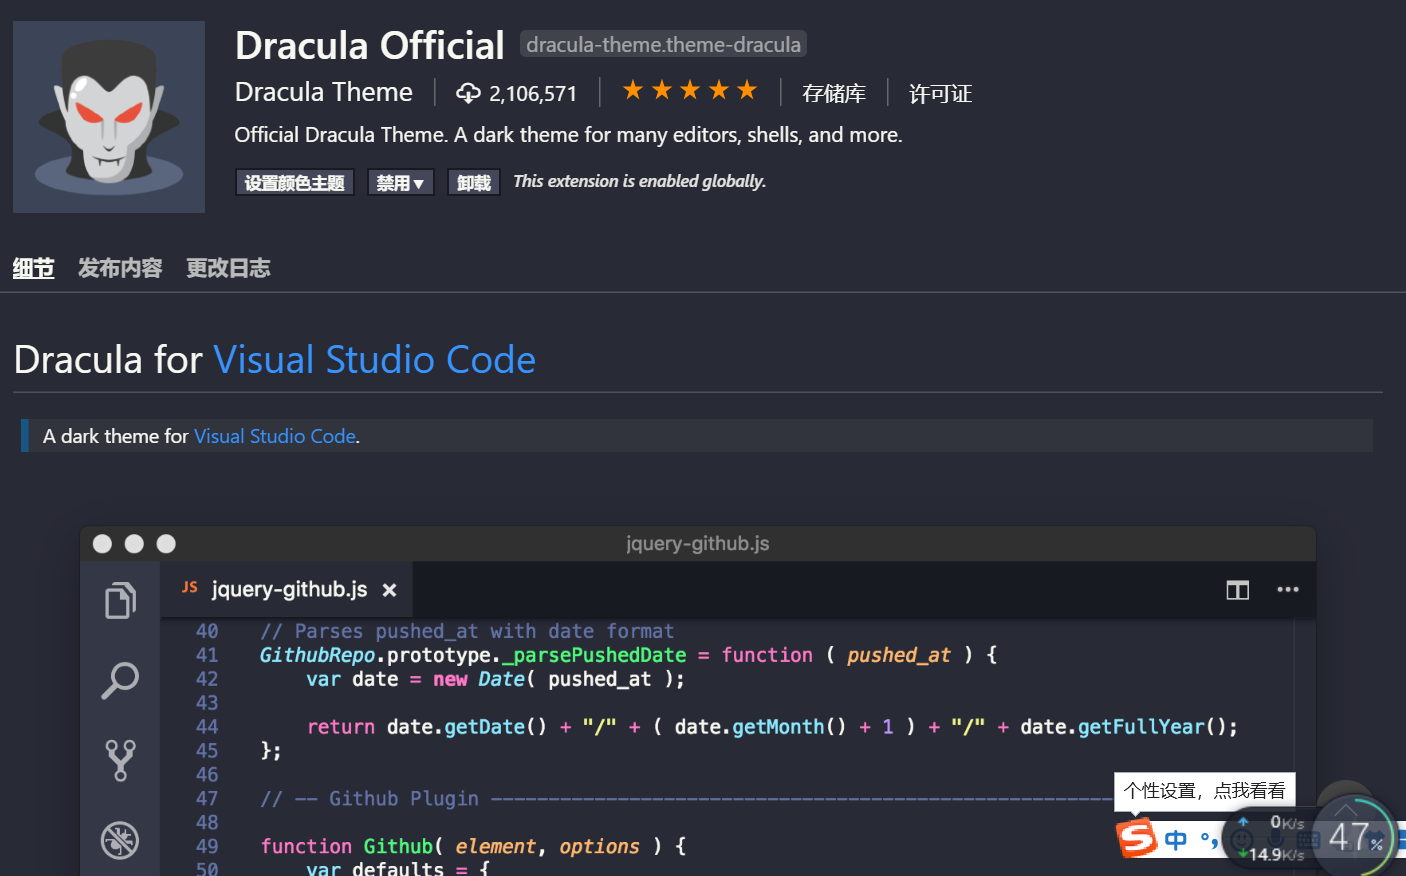 Dracula Official dracula-theme.theme-dracula
Dracula Theme 2,106,571 ★★★★★ 存储库 许可证
Official Dracula Theme. A dark theme for many editors, shells, and more.
设置颜色主题 禁用▼ 卸载 This extension is enabled globally.
细节 发布内容 更改日志
Dracula for Visual Studio Code
A dark theme for Visual Studio Code.
jquery-github.js
JS jquery-github.js ×
40 // Parses pushed_at with date format
41 GithubRepo.prototype._parsePushedDate = function ( pushed_at ) {
42 var date = new Date( pushed_at );
43
44 return date.getDate() + "/" + ( date.getMonth() + 1 ) + "/" + date.getFullYear();
45 };
46
47 // -- Github Plugin ------------------------------------------------------
48
49 function Github( element, options ) {
50 var defaults = {
个性设置，点我看看
S 中
0K/s
14.9K/s
47%